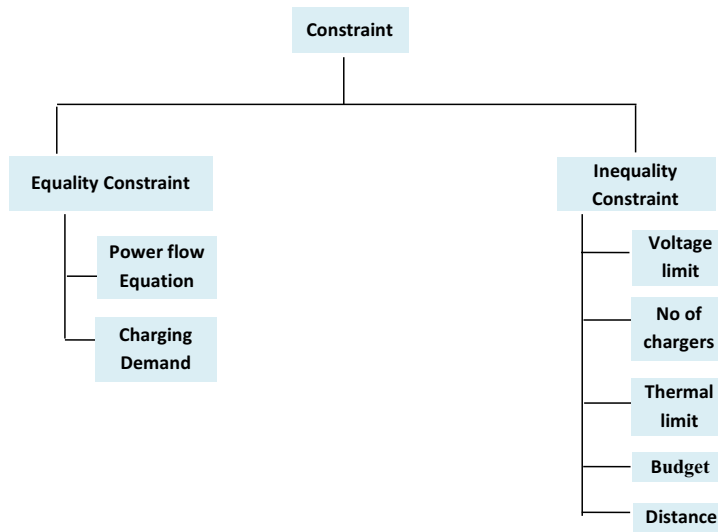 Constraint
Equality Constraint
Power flow
Equation
Charging
Demand
Inequality
Constraint
Voltage
limit
No of
chargers
Thermal
limit
Budget
Distance